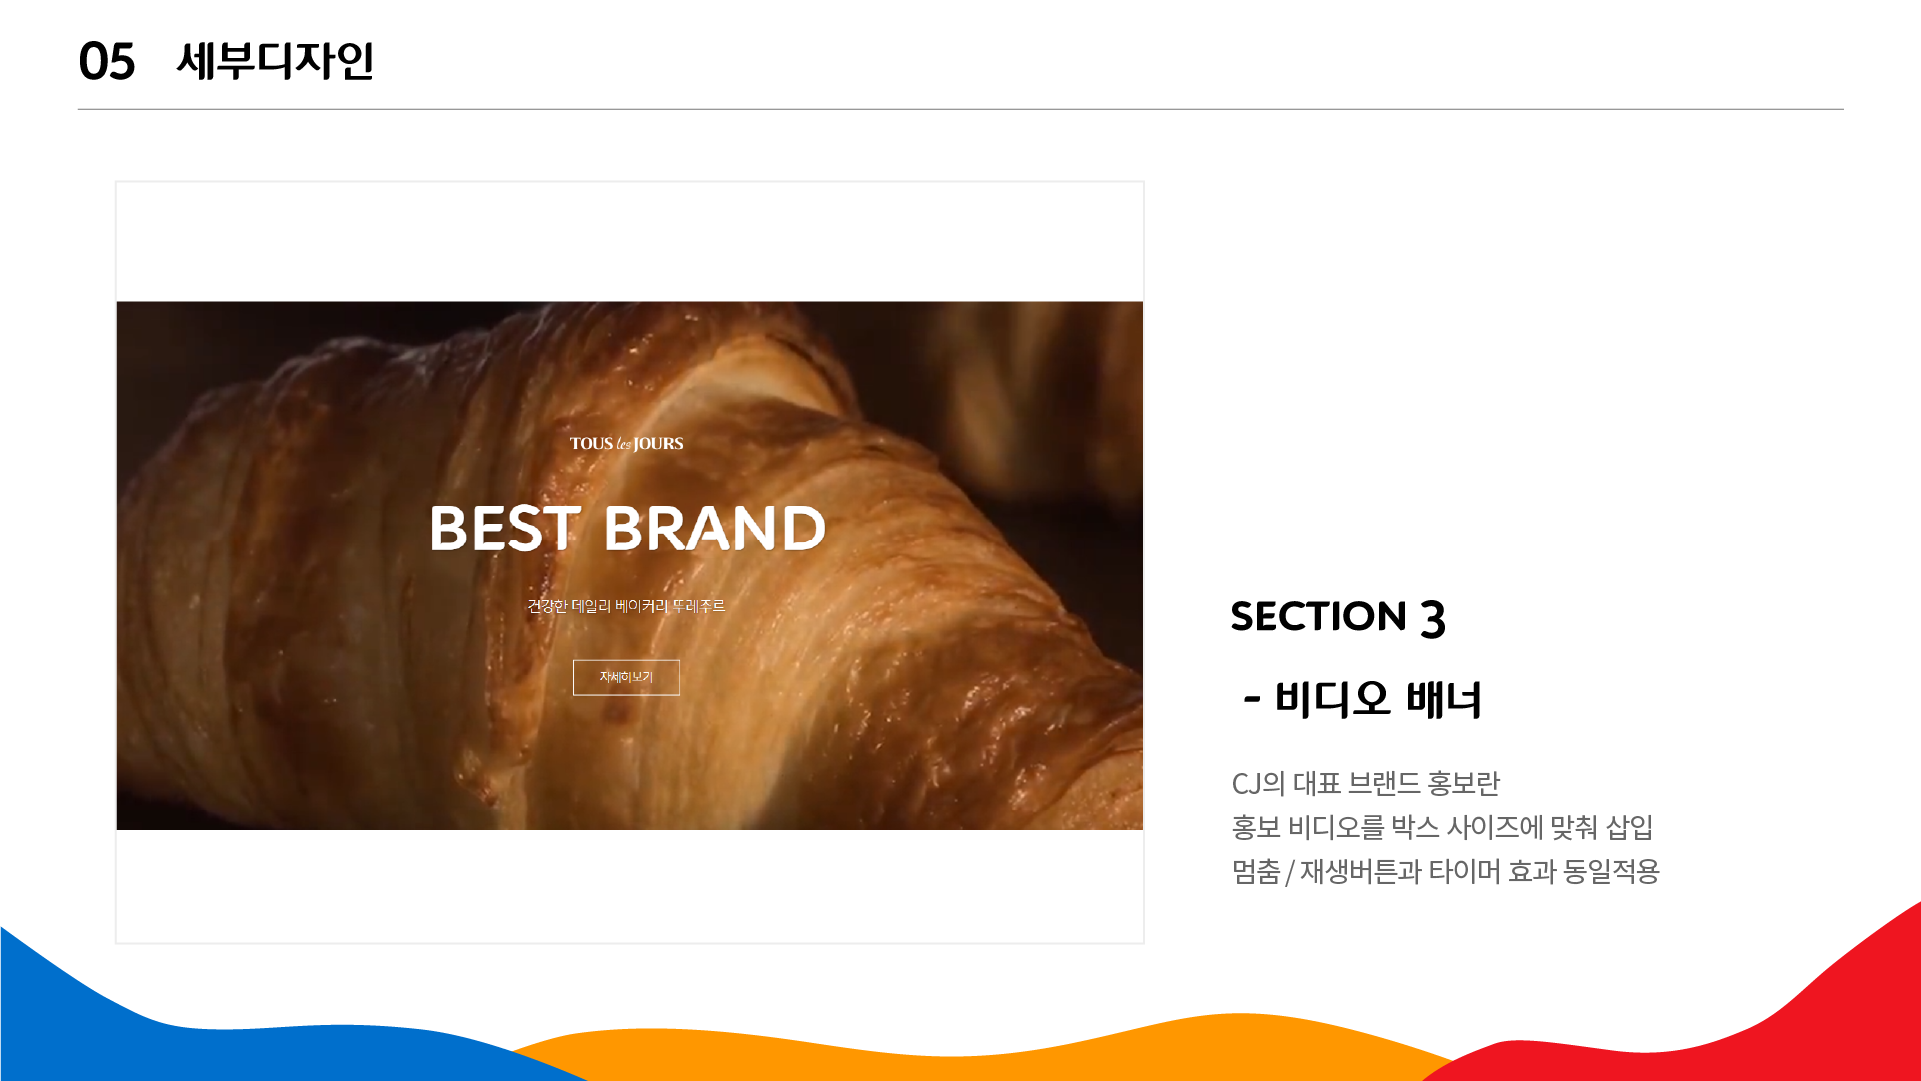 05 세부디자인
TOUS les JOURS
BEST BRAND
건강한 데일리 베이커리 뚜레주르
자세히보기
SECTION 3
- 비디오 배너
CJ의 대표 브랜드 홍보란
홍보 비디오를 박스 사이즈에 맞춰 삽입
멈춤 / 재생버튼과 타이머 효과 동일적용